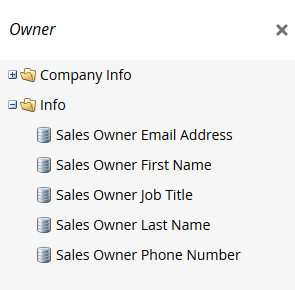 Owner
Company Info
Info
Sales Owner Email Address
Sales Owner First Name
Sales Owner Job Title
Sales Owner Last Name
Sales Owner Phone Number